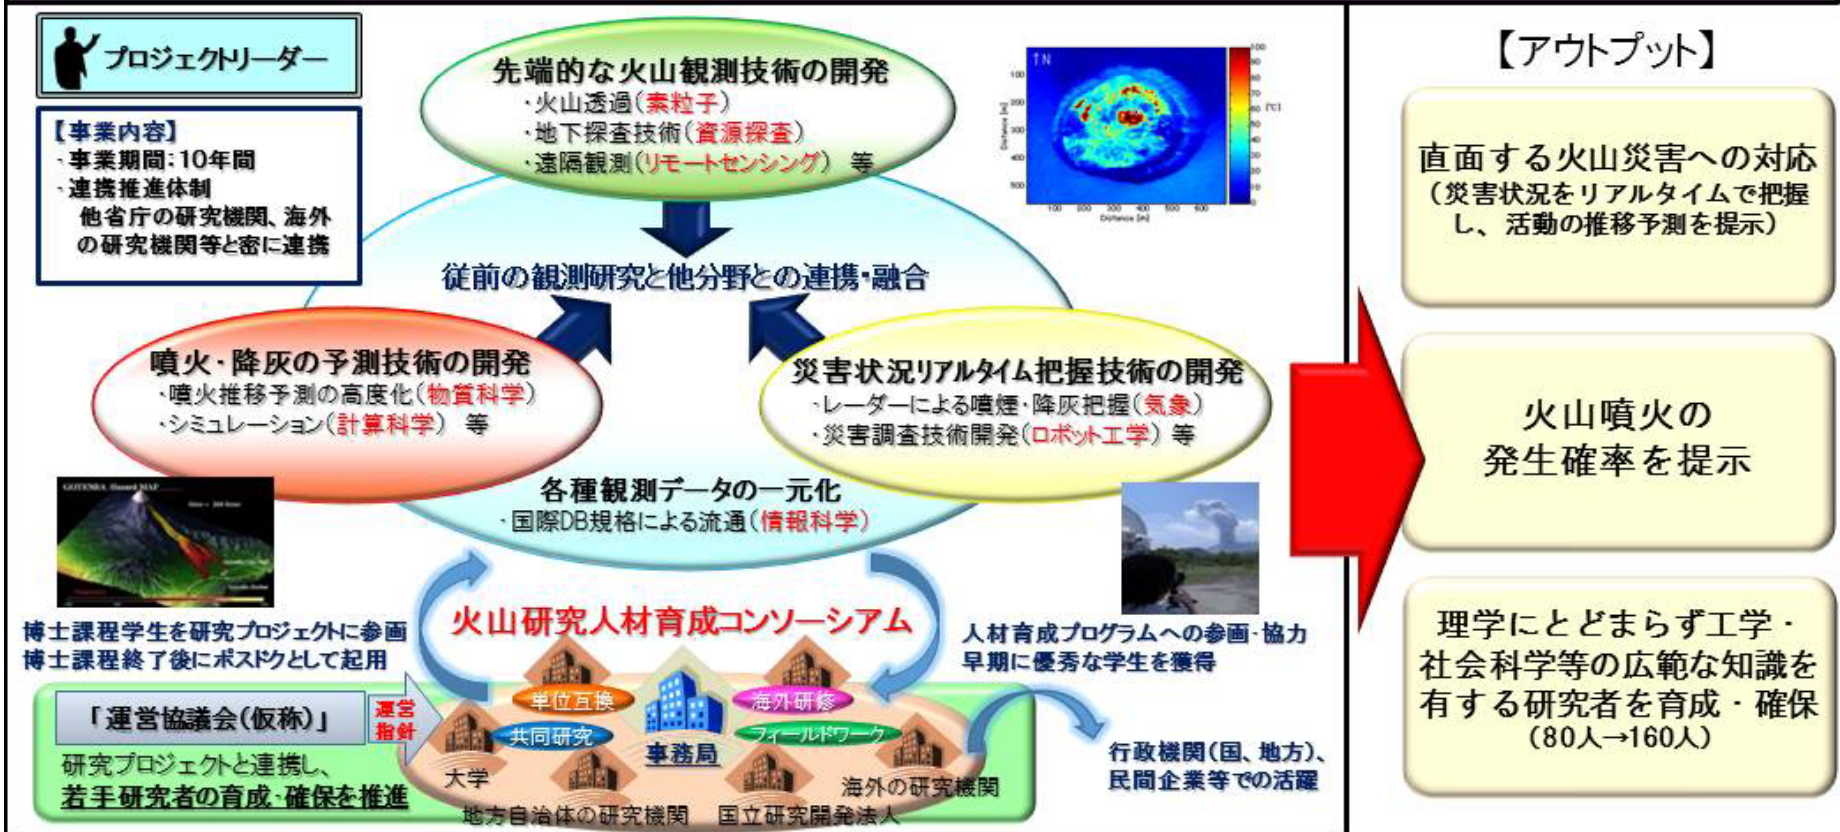 プロジェクトリーダー
【事業内容】
・事業期間：10年間
・連携推進体制
他省庁の研究機関、海外
の研究機関等と密に連携
先端的な火山観測技術の開発
・火山透過（素粒子）
・地下探査技術（資源探査）
・遠隔観測（リモートセンシング） 等
↑N
100
200
300
400
500
Distance [m]
100 200 300 400 500 600
Distance [m]
[℃]
従前の観測研究と他分野との連携・融合
噴火・降灰の予測技術の開発
・噴火推移予測の高度化（物質科学）
・シミュレーション（計算科学） 等
災害状況リアルタイム把握技術の開発
・レーダーによる噴煙・降灰把握（気象）
・災害調査技術開発（ロボット工学） 等
各種観測データの一元化
・国際DB規格による流通（情報科学）
GOTENBA Hazard MAP
火山研究人材育成コンソーシアム
博士課程学生を研究プロジェクトに参画
博士課程終了後にポスドクとして起用
人材育成プログラムへの参画・協力
早期に優秀な学生を獲得
「運営協議会（仮称）」
運営
指針
研究プロジェクトと連携し、
若手研究者の育成・確保を推進
単位互換
海外研修
共同研究
フィールドワーク
事務局
大学
地方自治体の研究機関
国立研究開発法人
海外の研究機関
行政機関（国、地方）、
民間企業等での活躍
【アウトプット】
直面する火山災害への対応
（災害状況をリアルタイムで把握
し、活動の推移予測を提示）
火山噴火の
発生確率を提示
理学にとどまらず工学・
社会科学等の広範な知識を
有する研究者を育成・確保
（80人→160人）